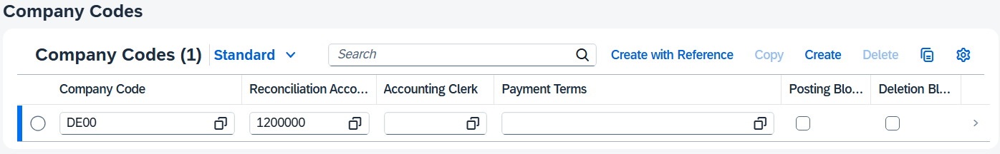 Company Codes
Company Codes (1) Standard Search Create with Reference Copy Create Delete
Company Code Reconciliation Acco... Accounting Clerk Payment Terms Posting Blo... Deletion Bl...
DE00 1200000